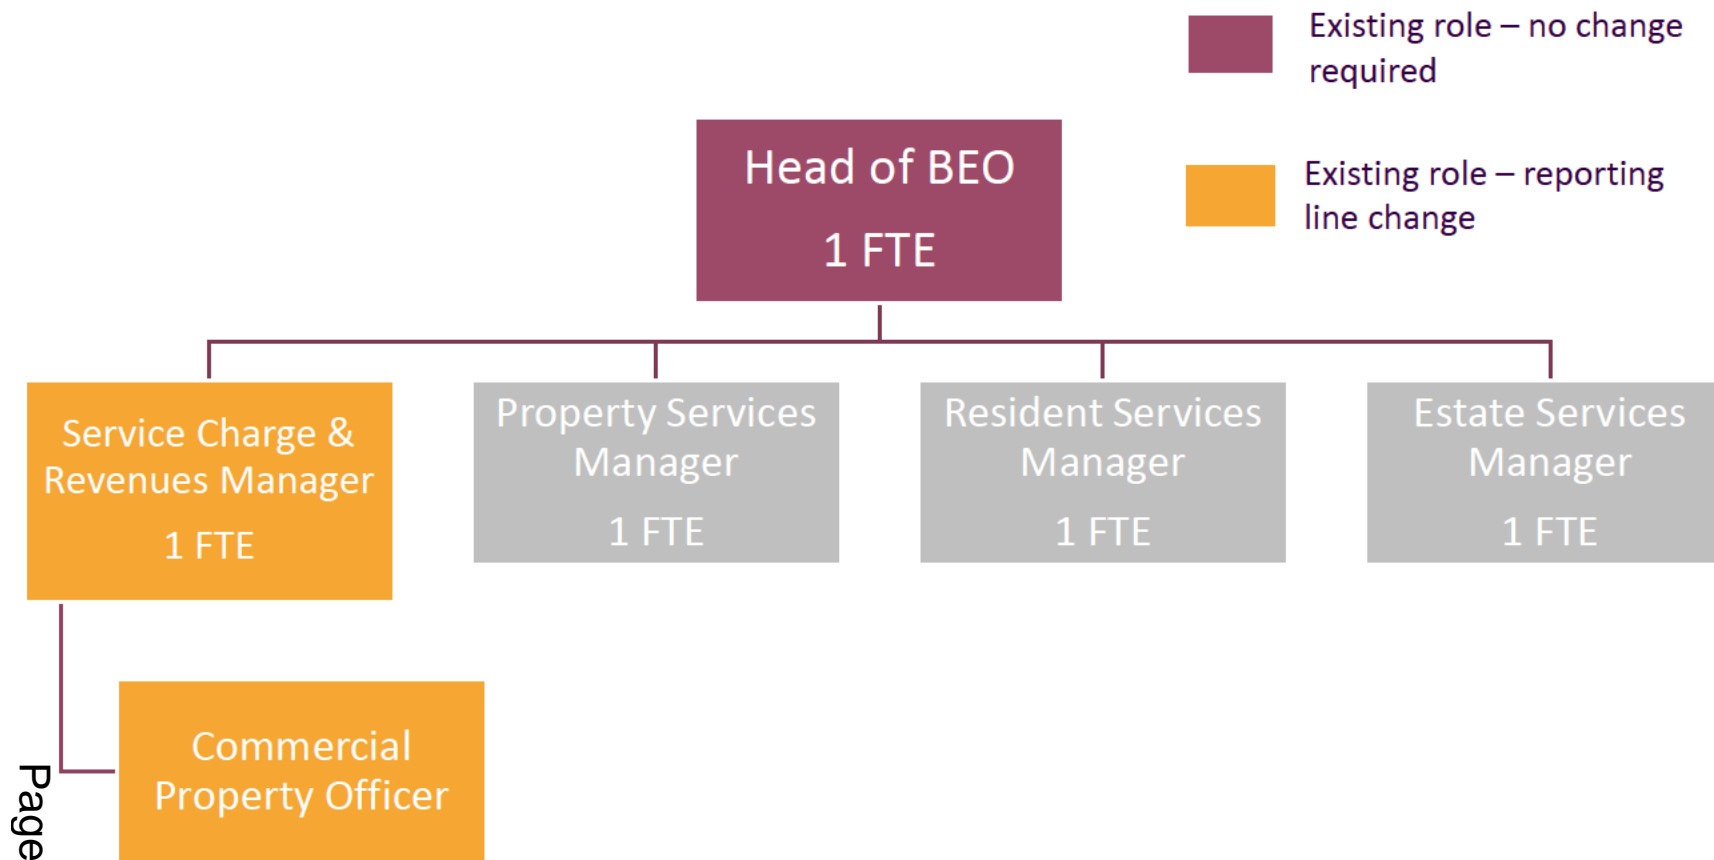 Existing role – no change
required
Existing role – reporting
line change
Head of BEO
1 FTE
Service Charge &
Revenues Manager
1 FTE
Property Services
Manager
1 FTE
Resident Services
Manager
1 FTE
Estate Services
Manager
1 FTE
Commercial
Property Officer
Page